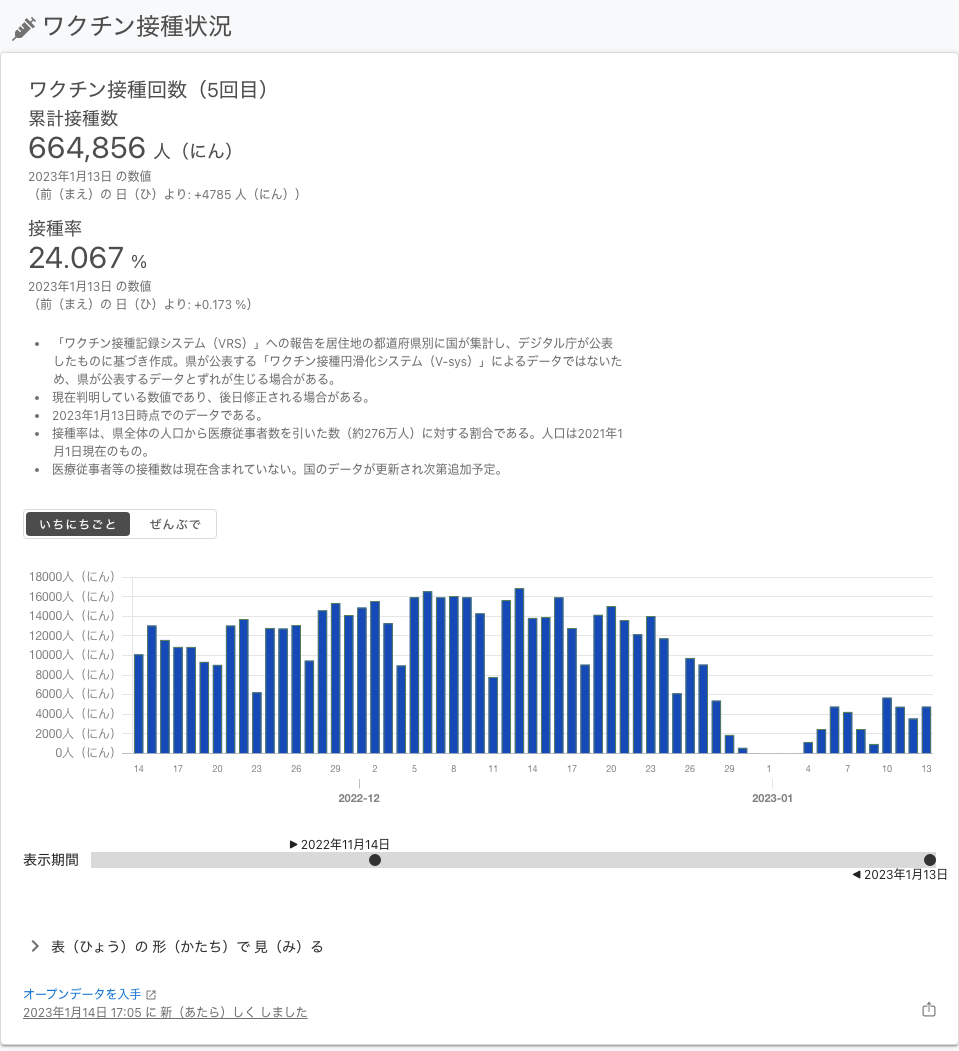 ワクチン接種状況
ワクチン接種回数（5回目）
累計接種数
664,856 人（にん）
2023年1月13日 の数値
（前（まえ）の 日（ひ）より: +4785 人（にん））
接種率
24.067 %
2023年1月13日 の数値
（前（まえ）の 日（ひ）より: +0.173 %）
• 「ワクチン接種記録システム（VRS）」への報告を居住地の都道府県別に国が集計し、デジタル庁が公表
したものに基づき作成。県が公表する「ワクチン接種円滑化システム（V-sys）」によるデータではないた
め、県が公表するデータとずれが生じる場合がある。
• 現在判明している数値であり、後日修正される場合がある。
• 2023年1月13日時点でのデータである。
• 接種率は、県全体の人口から医療従事者数を引いた数（約276万人）に対する割合である。人口は2021年1
月1日現在のもの。
• 医療従事者等の接種数は現在含まれていない。国のデータが更新され次第追加予定。
いちにちごと ぜんぶで
18000人（にん）
16000人（にん）
14000人（にん）
12000人（にん）
10000人（にん）
8000人（にん）
6000人（にん）
4000人（にん）
2000人（にん）
0人（にん）
14 17 20 23 26 29 2 5 8 11 14 17 20 23 26 29 1 4 7 10 13
2022-12 2023-01
▶ 2022年11月14日
表示期間
◀ 2023年1月13日
表（ひょう）の 形（かたち）で 見（み）る
オープンデータを入手
2023年1月14日 17:05 に 新（あたら）しく しました